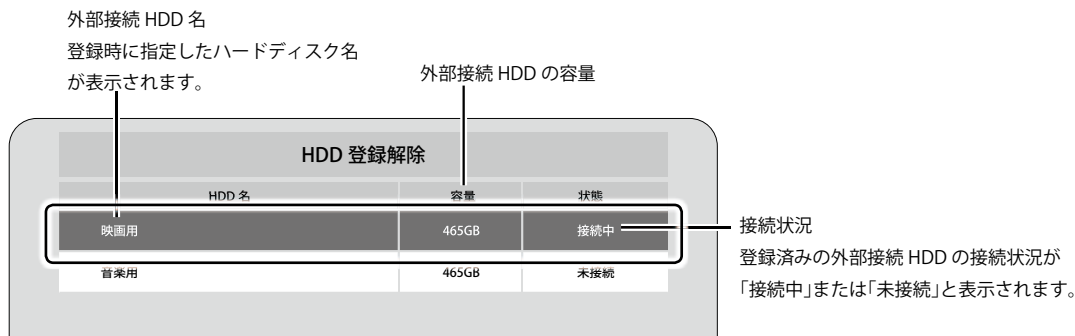 外部接続 HDD 名
登録時に指定したハードディスク名
が表示されます。
外部接続 HDD の容量
HDD 登録解除
HDD 名 容量 状態
映画用 465GB 接続中
音楽用 465GB 未接続
接続状況
登録済みの外部接続 HDD の接続状況が
「接続中」または「未接続」と表示されます。